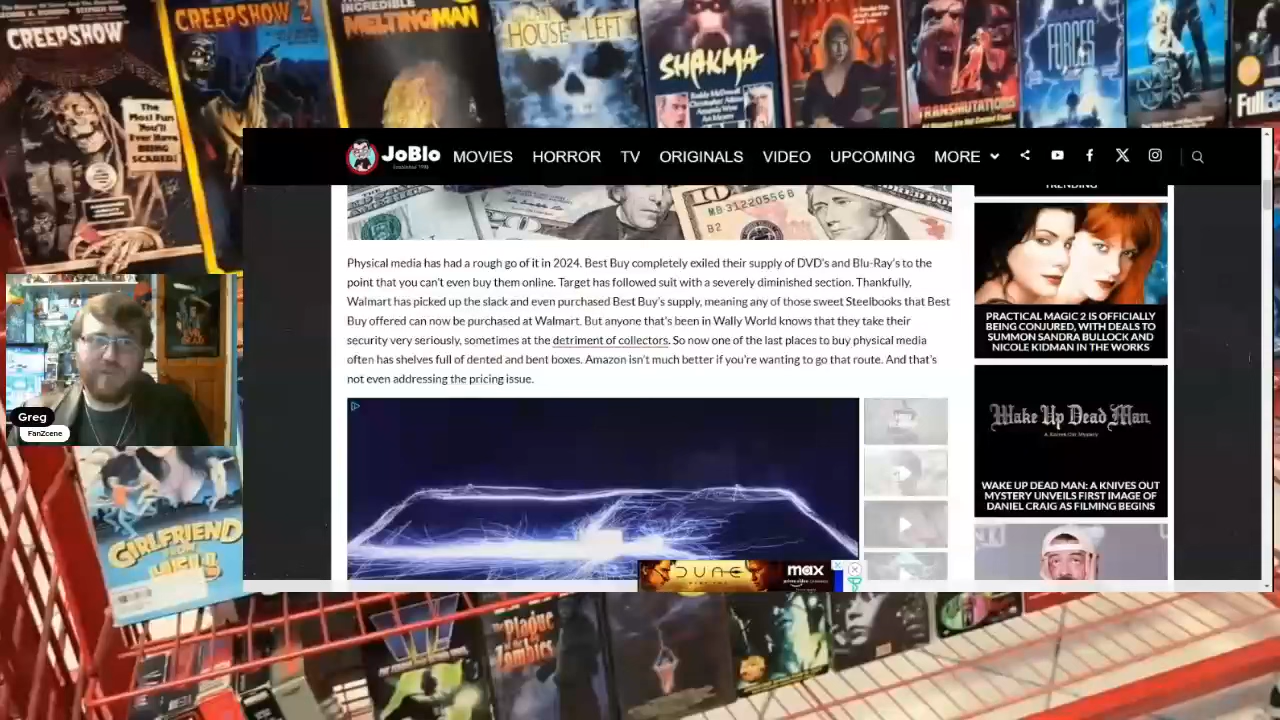 CREEPSHOW
The
Most Fun
You'll
Ever Have
BEING
SCARED!
CREEPSHOW 2
INCREDIBLE
MELTING MAN
HOUSE LEFT
SHAKMA
TRANSMUTATIONS
FORCES
Full
JoBlo
MOVIES HORROR TV ORIGINALS VIDEO UPCOMING MORE
TRENDING
MB31220556B
B2
10
Physical media has had a rough go of it in 2024. Best Buy completely exiled their supply of DVD's and Blu-Ray's to the
point that you can't even buy them online. Target has followed suit with a severely diminished section. Thankfully,
Walmart has picked up the slack and even purchased Best Buy's supply, meaning any of those sweet Steelbooks that Best
Buy offered can now be purchased at Walmart. But anyone that's been in Wally World knows that they take their
security very seriously, sometimes at the detriment of collectors. So now one of the last places to buy physical media
often has shelves full of dented and bent boxes. Amazon isn't much better if you're wanting to go that route. And that's
not even addressing the pricing issue.
PRACTICAL MAGIC 2 IS OFFICIALLY
BEING CONJURED, WITH DEALS TO
SUMMON SANDRA BULLOCK AND
NICOLE KIDMAN IN THE WORKS
Wake Up Dead Man
A Knives Out Mystery
WAKE UP DEAD MAN: A KNIVES OUT
MYSTERY UNVEILS FIRST IMAGE OF
DANIEL CRAIG AS FILMING BEGINS
DUNE
max
Greg
FanZcene
GIRLFRIEND
FROM
HELL
The
Plague
Zombies